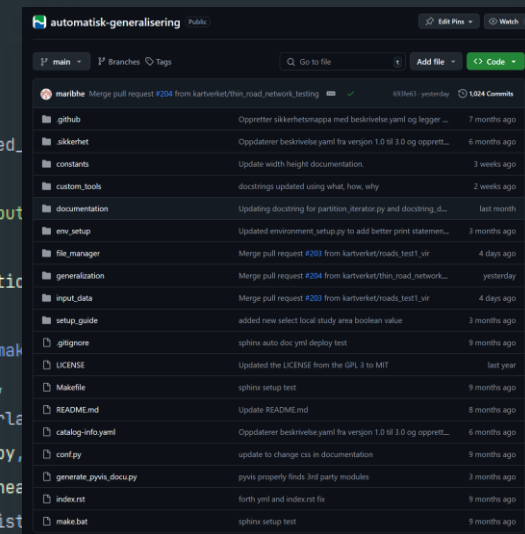 automatisk-generalisering Public Edit Pins Watch
main Branches Tags Go to file t Add file Code
maribhe Merge pull request #204 from kartverket/thin_road_network_testing 693fe63 · yesterday 1,024 Commits
.github Oppretter sikkerhetsmappa med beskrivelse.yaml og legger ... 7 months ago
.sikkerhet Oppdaterer beskrivelse.yaml fra versjon 1.0 til 3.0 og opprett... 6 months ago
constants Update width height documentation. 3 weeks ago
custom_tools docstrings updated using what, how, why 2 weeks ago
documentation Updating docstring for partition_iterator.py and docstring_d... last month
env_setup Updated environment_setup.py to add better print statemen... 3 months ago
file_manager Merge pull request #203 from kartverket/roads_test1_vir 4 days ago
generalization Merge pull request #204 from kartverket/thin_road_network... yesterday
input_data Merge pull request #203 from kartverket/roads_test1_vir 4 days ago
setup_guide added new select local study area boolean value 3 months ago
.gitignore sphinx auto doc yml deploy test 9 months ago
LICENSE Updated the LICENSE from the GPL 3 to MIT last year
Makefile sphinx setup test 9 months ago
README.md Update README.md 8 months ago
catalog-info.yaml Oppdaterer beskrivelse.yaml fra versjon 1.0 til 3.0 og opprett... 6 months ago
conf.py update to change css in documentation 9 months ago
generate_pyvis_docu.py pyvis properly finds 3rd party modules 3 months ago
index.rst forth yml and index.rst fix 9 months ago
make.bat sphinx setup test 9 months ago